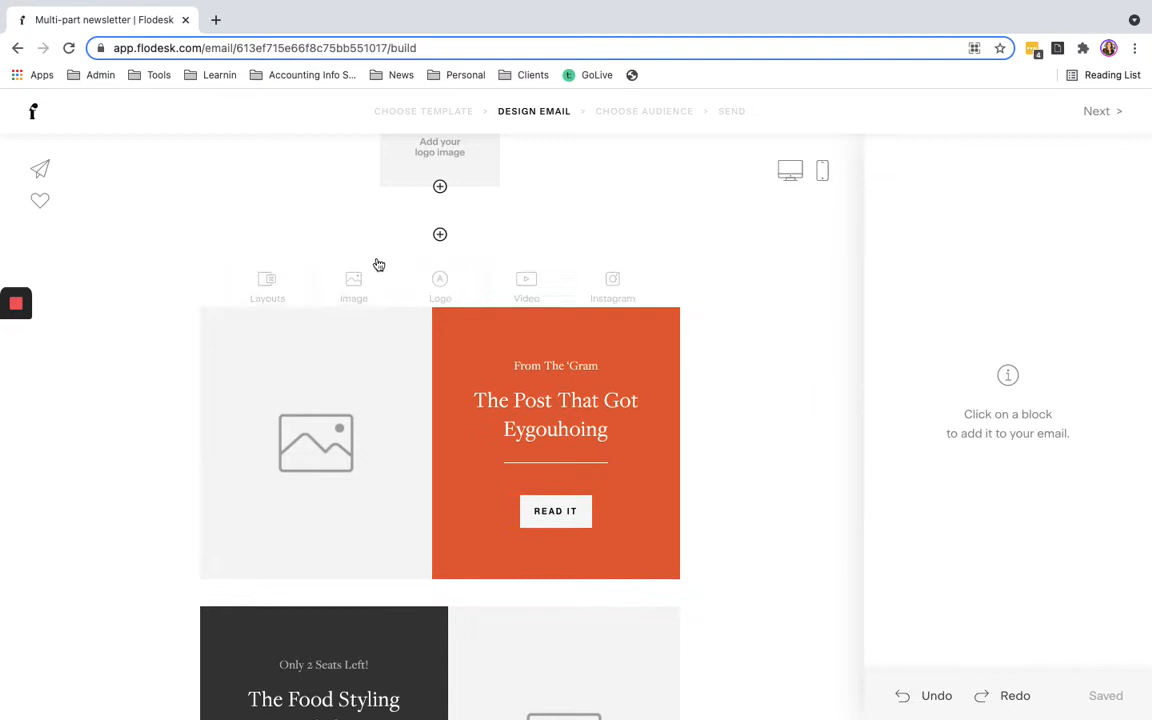 Multi-part newsletter | Flodesk
app.flodesk.com/email/613ef715e66f8c75bb551017/build
4
Apps Admin Tools Learnin Accounting Info S... News Personal Clients t GoLive Reading List
CHOOSE TEMPLATE > DESIGN EMAIL > CHOOSE AUDIENCE > SEND
Next >
Add your
logo image
Layouts Image Logo Video Instagram
From The 'Gram
The Post That Got
Eygouhoing
READ IT
Click on a block
to add it to your email.
Only 2 Seats Left!
The Food Styling
Undo Redo Saved